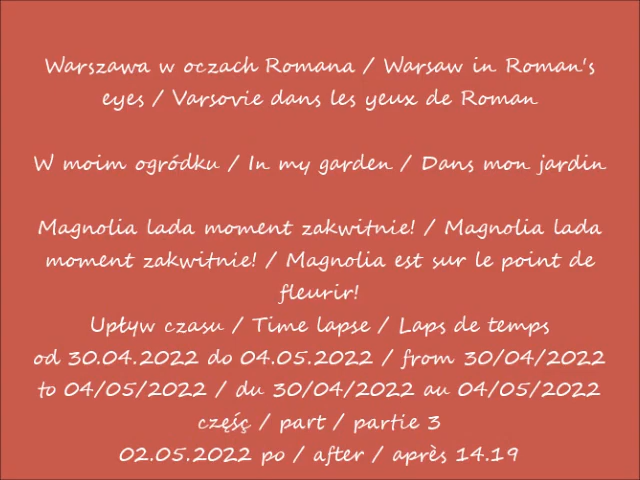 Warszawa w oczach Romana / Warsaw in Roman's
eyes / Varsovie dans les yeux de Roman
W moim ogródku / In my garden / Dans mon jardin
Magnolia lada moment zakwitnie! / Magnolia lada
moment zakwitnie! / Magnolia est sur le point de
fleurir!
Upływ czasu / Time lapse / Laps de temps
od 30.04.2022 do 04.05.2022 / from 30/04/2022
to 04/05/2022 / du 30/04/2022 au 04/05/2022
częśç / part / partie 3
02.05.2022 po / after / après 14.19